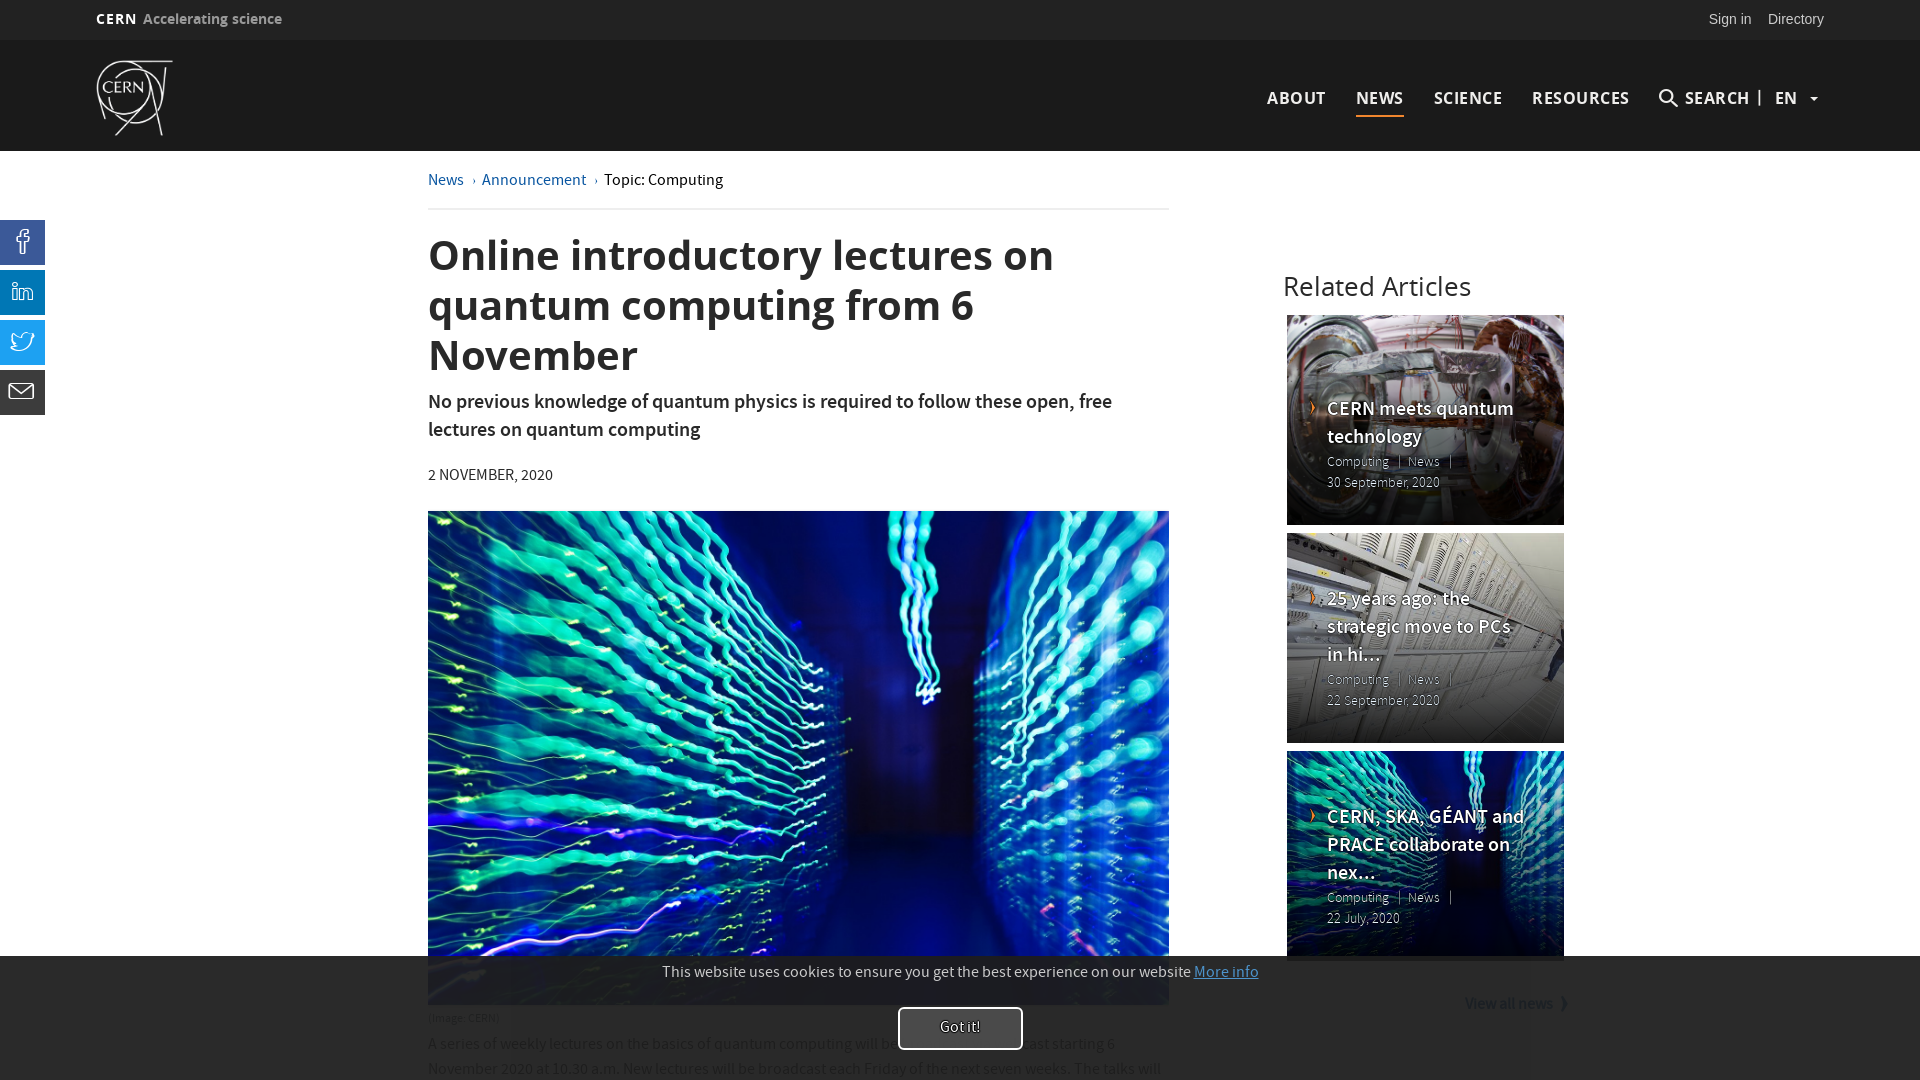 CERN Accelerating science
Sign in Directory
CERN
ABOUT NEWS SCIENCE RESOURCES SEARCH | EN
News › Announcement › Topic: Computing
Online introductory lectures on
quantum computing from 6
November
No previous knowledge of quantum physics is required to follow these open, free
lectures on quantum computing
2 NOVEMBER, 2020
Related Articles
CERN meets quantum
technology
Computing | News |
30 September, 2020
25 years ago: the
strategic move to PCs
in hi...
Computing | News |
22 September, 2020
CERN, SKA, GÉANT and
PRACE collaborate on
nex...
Computing | News |
22 July, 2020
This website uses cookies to ensure you get the best experience on our website More info
View all news
Got it!
(Image: CERN)
A series of weekly lectures on the basics of quantum computing will be cast starting 6
November 2020 at 10.30 a.m. New lectures will be broadcast each Friday of the next seven weeks. The talks will